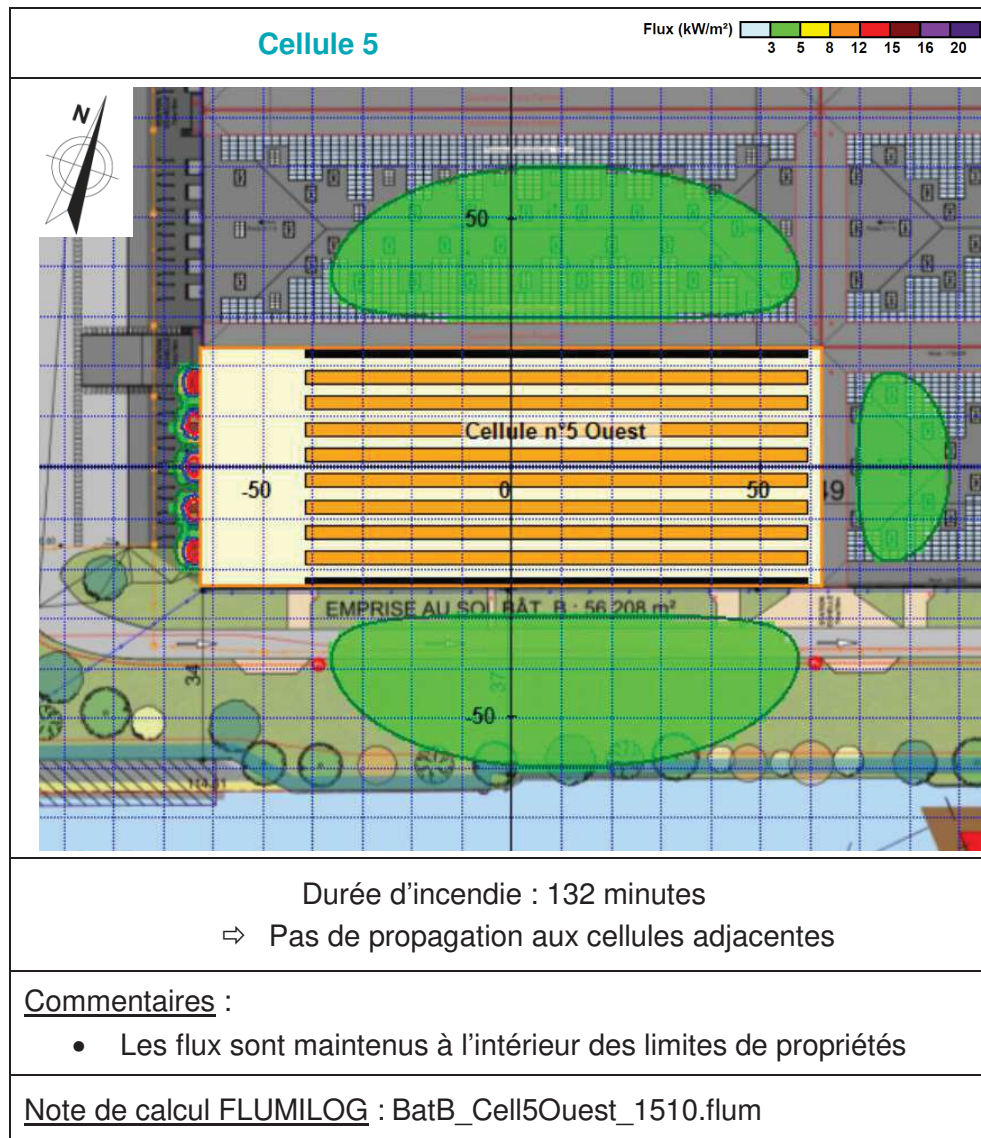 Cellule 5
Flux (kW/m²)
3 5 8 12 15 16 20
N
50
Cellule n°5 Ouest
-50 0 50 49
EMPRISE AU SOL BÂT B : 56 208 m²
34
37
-50
114.01
Durée d'incendie : 132 minutes
⇨ Pas de propagation aux cellules adjacentes
Commentaires :
• Les flux sont maintenus à l'intérieur des limites de propriétés
Note de calcul FLUMILOG : BatB_Cell5Ouest_1510.flum